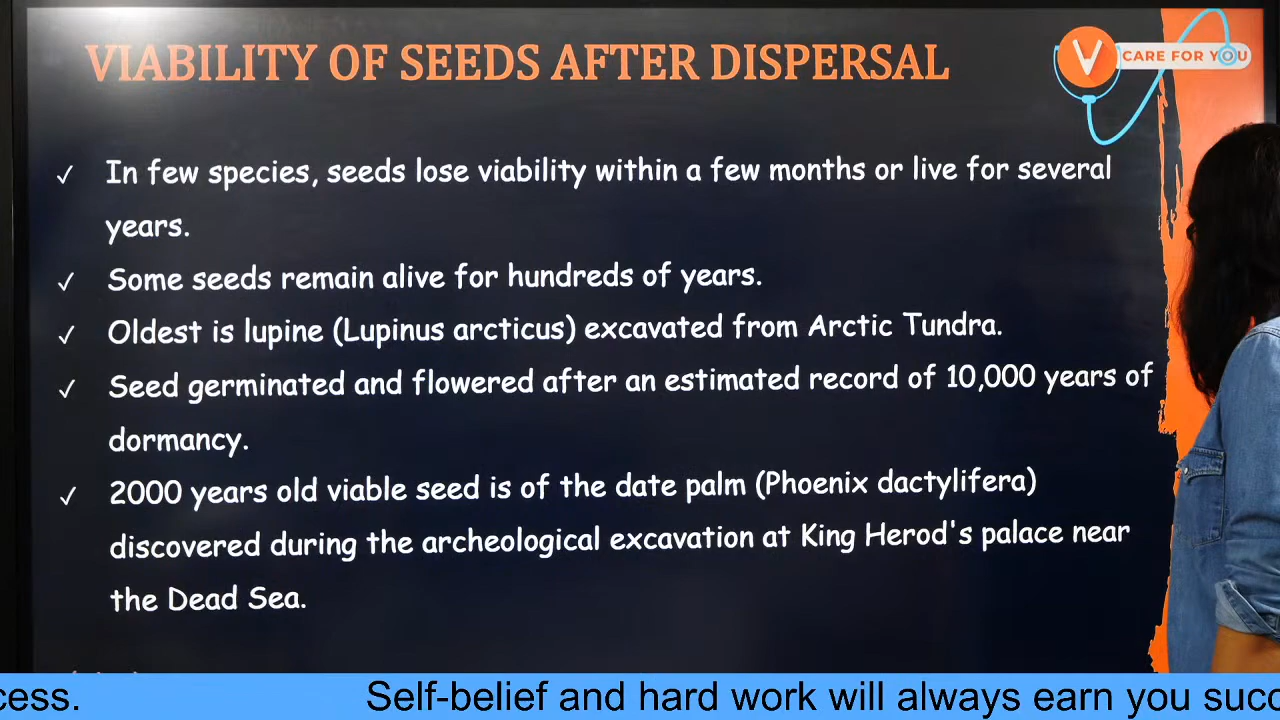 VIABILITY OF SEEDS AFTER DISPERSAL
V CARE FOR YOU
✓ In few species, seeds lose viability within a few months or live for several
years.
✓ Some seeds remain alive for hundreds of years.
✓ Oldest is lupine (Lupinus arcticus) excavated from Arctic Tundra.
✓ Seed germinated and flowered after an estimated record of 10,000 years of
dormancy.
✓ 2000 years old viable seed is of the date palm (Phoenix dactylifera)
discovered during the archeological excavation at King Herod's palace near
the Dead Sea.
cess. Self-belief and hard work will always earn you succ